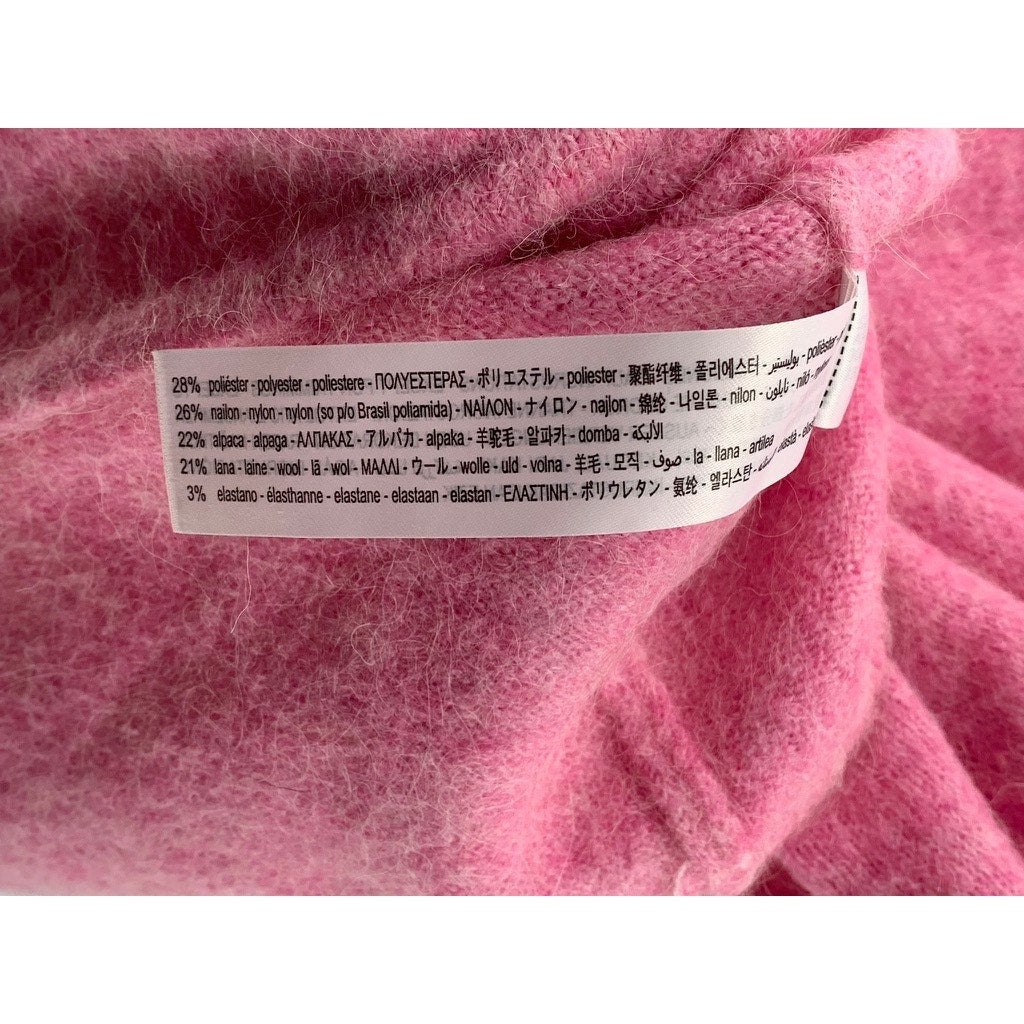 28% poliéster - polyester - poliestere - ΠΟΛΥΕΣΤΕΡΑΣ - ポリエステル - poliester - 聚酯纤维 - 폴리에스터 - بوليستير - polièster -
26% nailon - nylon - nylon (so p/o Brasil poliamida) - ΝΑΪΛΟΝ - ナイロン - najlon - 锦纶 - 나일론 - nilon - نايلون - niló -
22% alpaca - alpaga - ΑΛΠΑΚΑΣ - アルパカ - alpaka - 羊驼毛 - 알파카 - domba - الألبكة
21% lana - laine - wool - lã - wol - ΜΑΛΛΙ - ウール - wolle - uld - volna - 羊毛 - 모직 - صوف - la - llana - artilea
3% elastano - élasthanne - elastane - elastaan - elastan - ΕΛΑΣΤΙΝΗ - ポリウレタン - 氨纶 - 엘라스탄 -